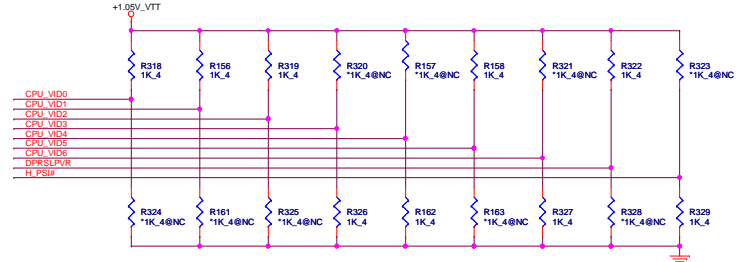 +1.05V_VTT
R318 R156 R319 R320 R157 R158 R321 R322 R323
1K_4 1K_4 1K_4 *1K_4@NC *1K_4@NC 1K_4 *1K_4@NC 1K_4 *1K_4@NC
CPU_VID0
CPU_VID1
CPU_VID2
CPU_VID3
CPU_VID4
CPU_VID5
CPU_VID6
DPRSLPVR
H_PSI#
R324 R161 R325 R326 R162 R163 R327 R328 R329
*1K_4@NC *1K_4@NC *1K_4@NC 1K_4 1K_4 *1K_4@NC 1K_4 *1K_4@NC 1K_4